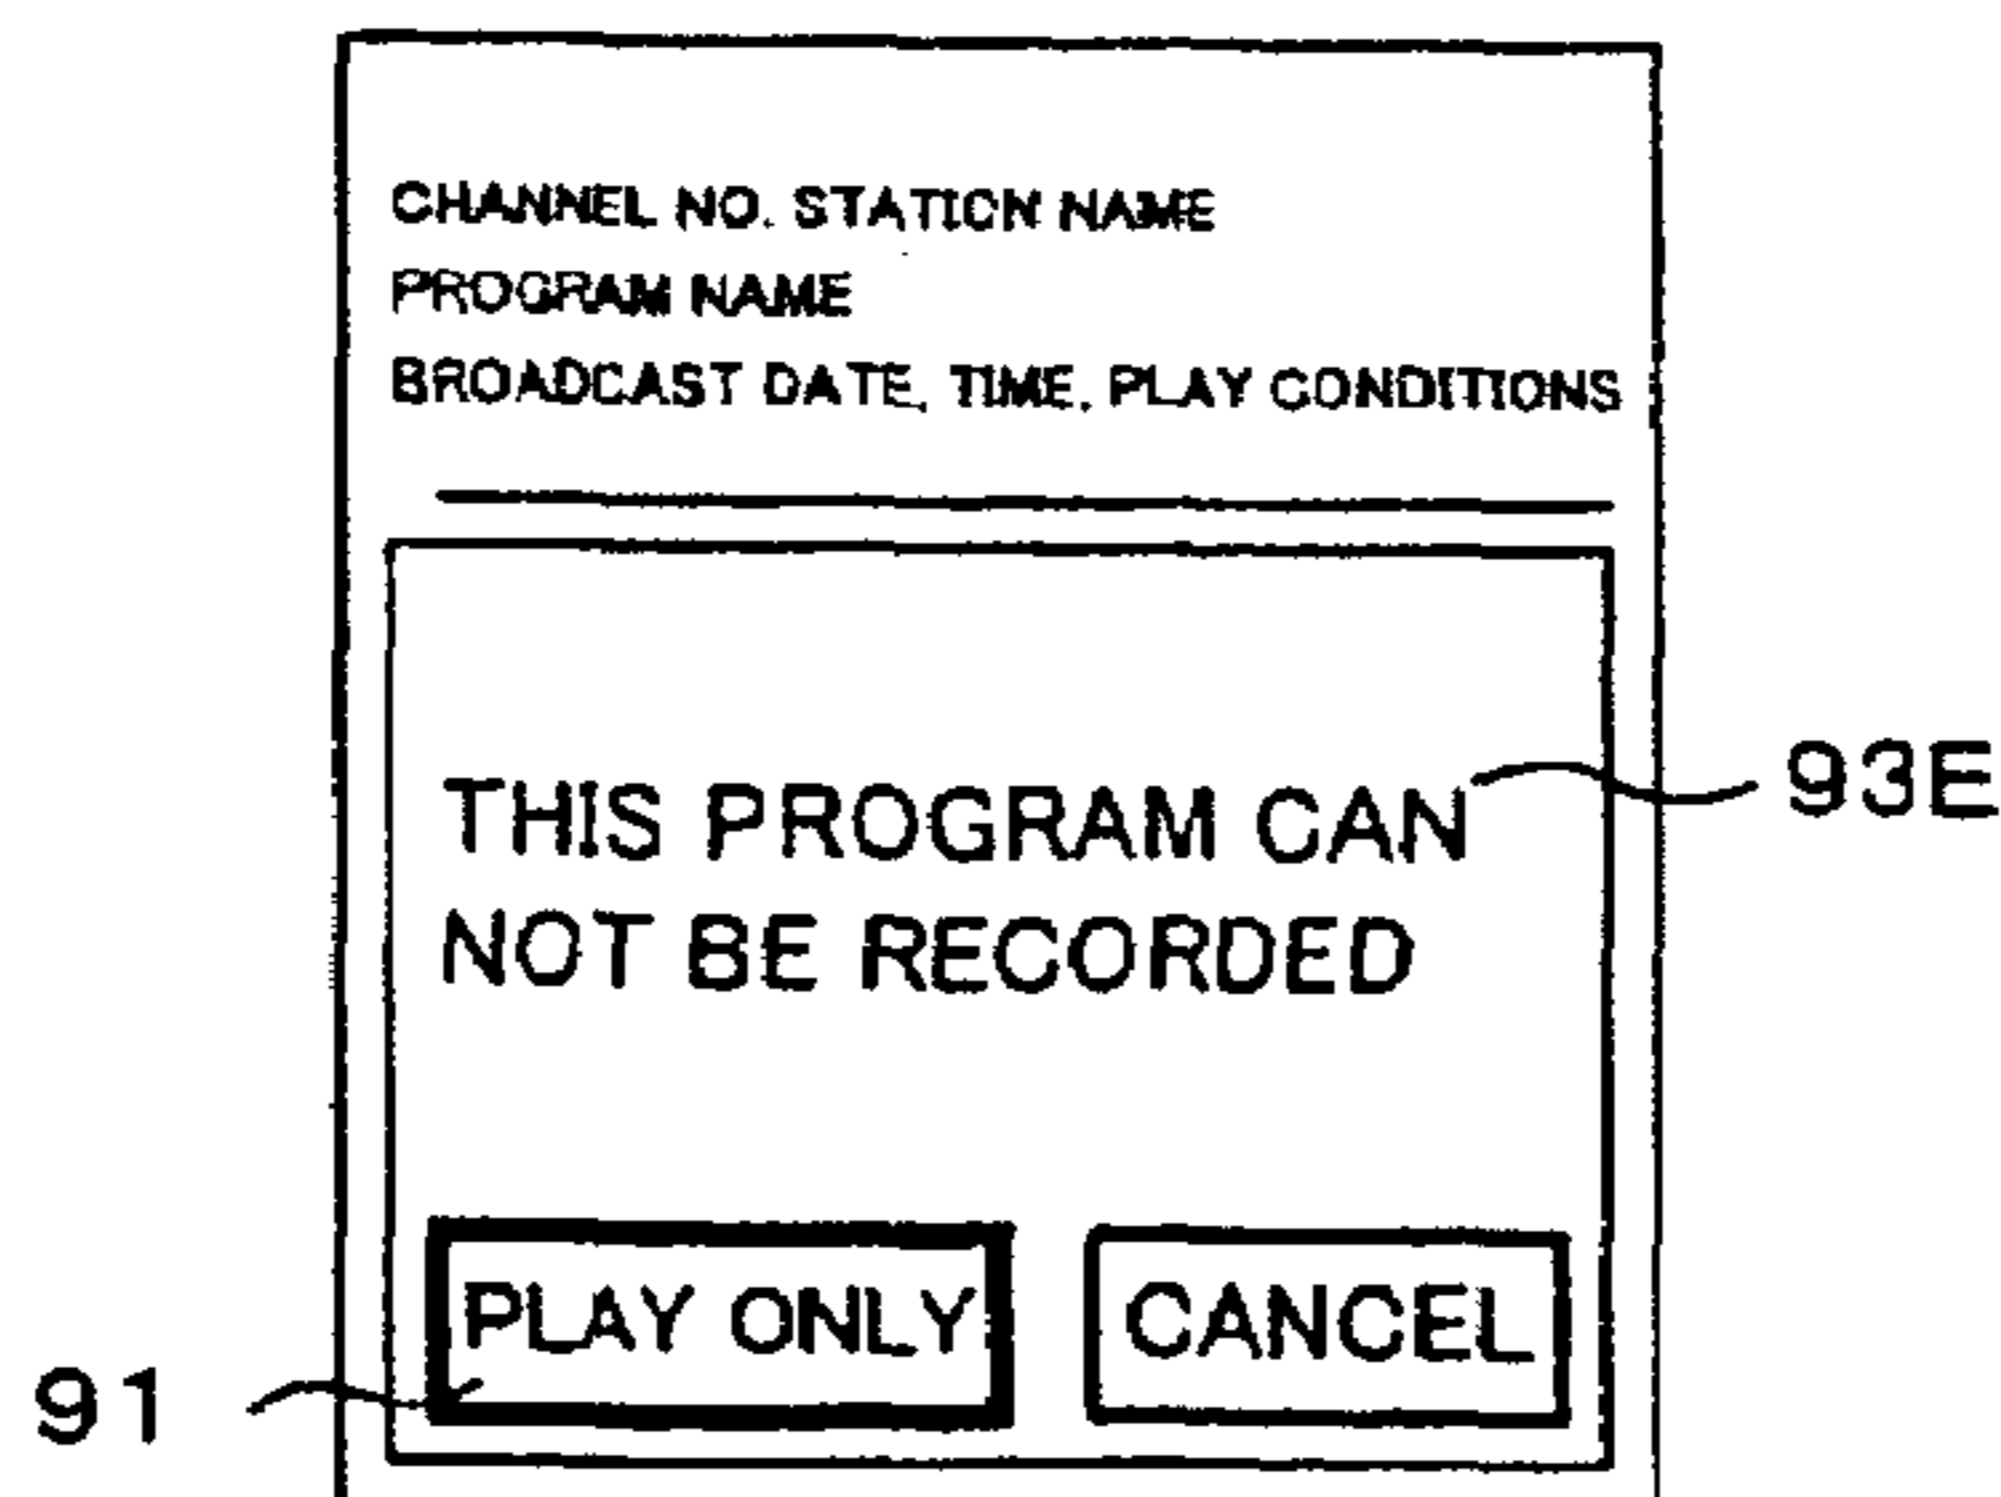 CHANNEL NO. STATION NAME
PROGRAM NAME
BROADCAST DATE, TIME, PLAY CONDITIONS
THIS PROGRAM CAN
93E
NOT BE RECORDED
PLAY ONLY
CANCEL
91